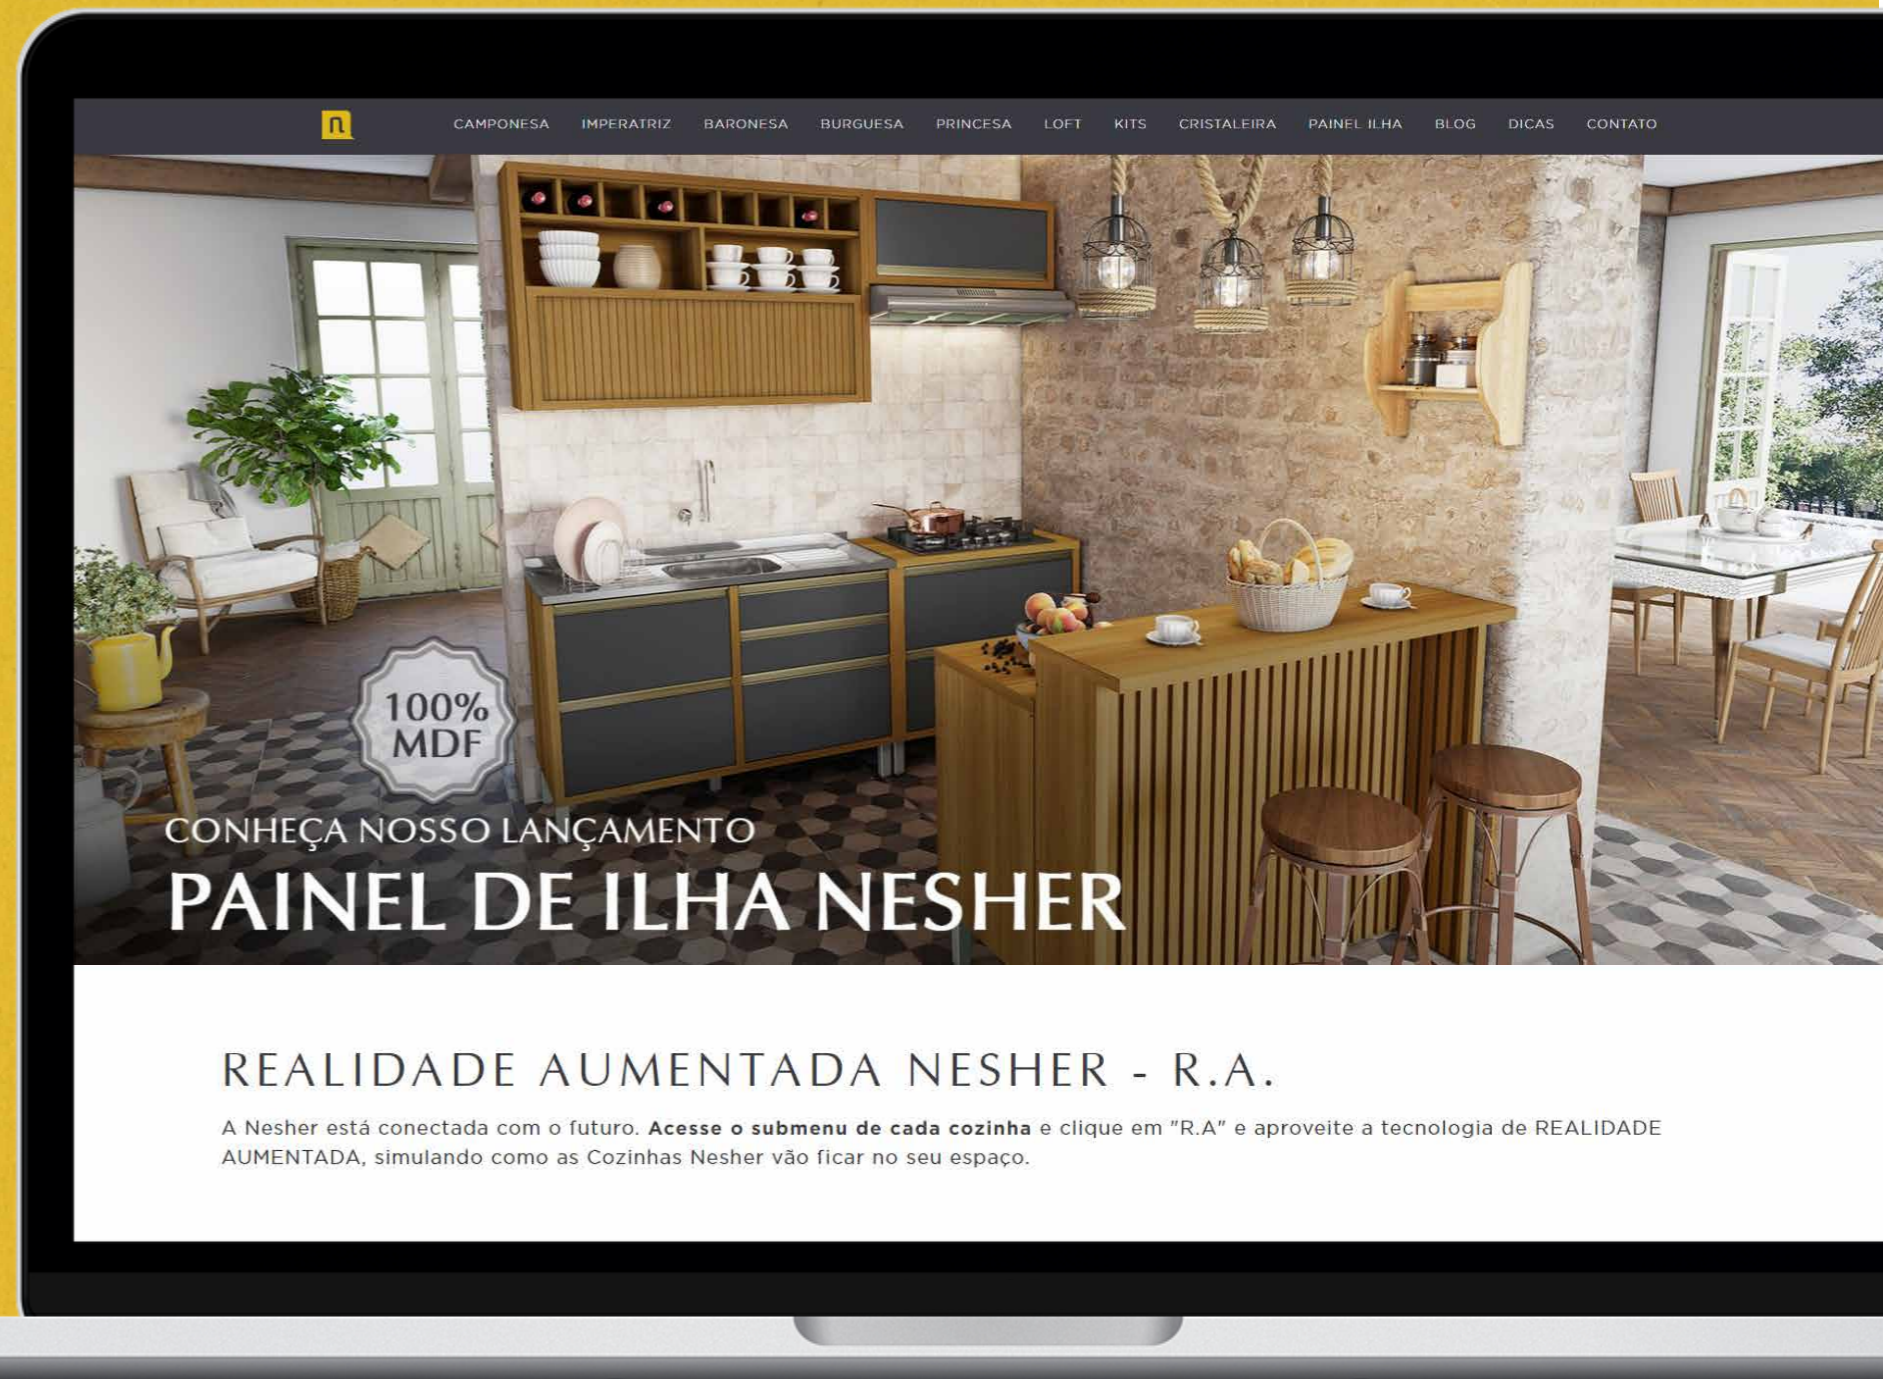 n
CAMPONESA IMPERATRIZ BARONESA BURGUESA PRINCESA LOFT KITS CRISTALEIRA PAINEL ILHA BLOG DICAS CONTATO
100%
MDF
CONHEÇA NOSSO LANÇAMENTO
PAINEL DE ILHA NESHER
REALIDADE AUMENTADA NESHER - R.A.
A Nesher está conectada com o futuro. Acesse o submenu de cada cozinha e clique em "R.A" e aproveite a tecnologia de REALIDADE
AUMENTADA, simulando como as Cozinhas Nesher vão ficar no seu espaço.